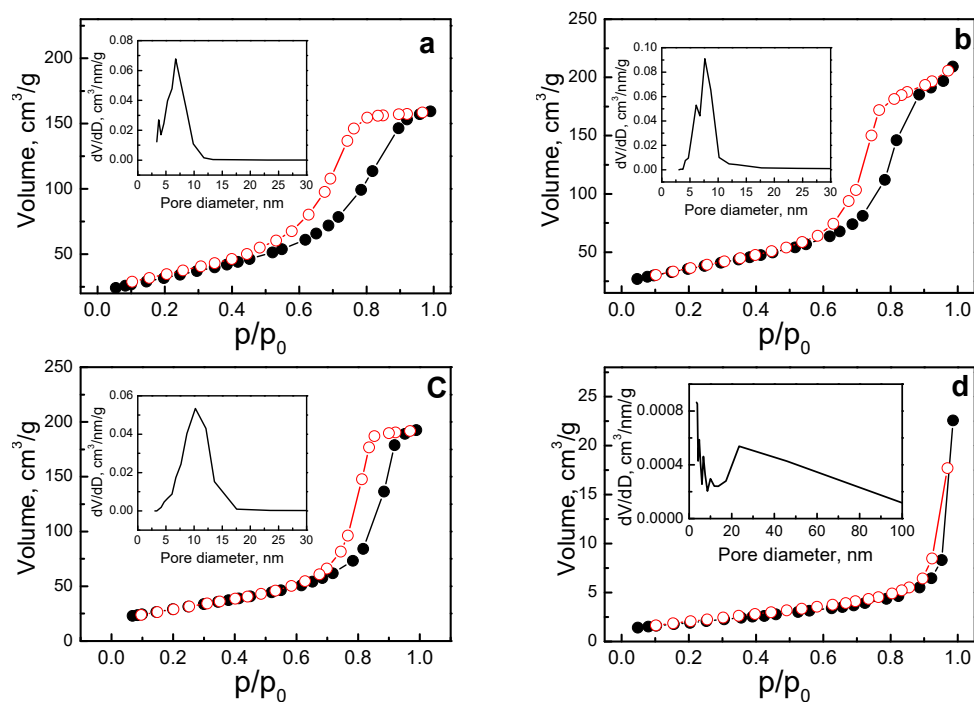 a
Volume, cm³/g
200
150
100
50
0.0 0.2 0.4 0.6 0.8 1.0
p/p₀
dV/dD, cm³/nm/g
0.08
0.06
0.04
0.02
0.00
0 5 10 15 20 25 30
Pore diameter, nm
b
Volume, cm³/g
250
200
150
100
50
0.0 0.2 0.4 0.6 0.8 1.0
p/p₀
dV/dD, cm³/nm/g
0.10
0.08
0.06
0.04
0.02
0.00
0 5 10 15 20 25 30
Pore diameter, nm
C
Volume, cm³/g
250
200
150
100
50
0
0.0 0.2 0.4 0.6 0.8 1.0
p/p₀
dV/dD, cm³/nm/g
0.06
0.04
0.02
0.00
0 5 10 15 20 25 30
Pore diameter, nm
d
Volume, cm³/g
25
20
15
10
5
0
0.0 0.2 0.4 0.6 0.8 1.0
p/p₀
dV/dD, cm³/nm/g
0.0008
0.0004
0.0000
0 20 40 60 80 100
Pore diameter, nm